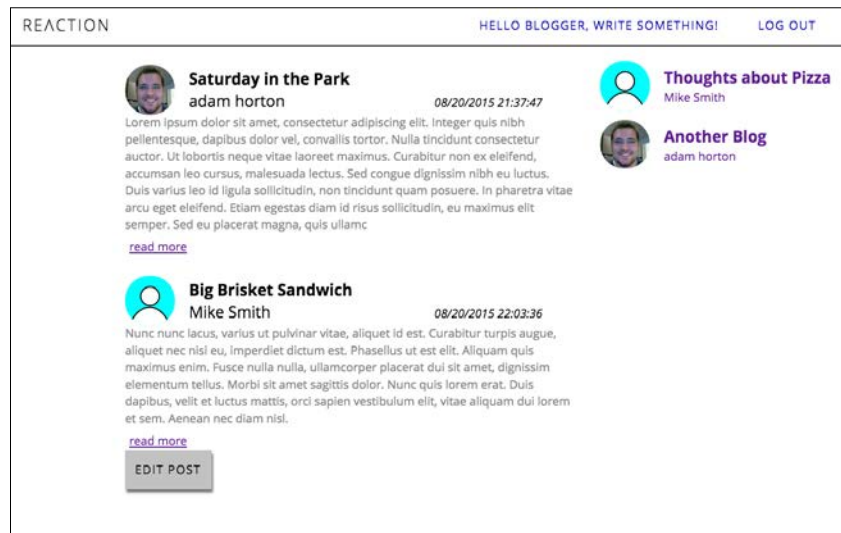 REACTION
HELLO BLOGGER, WRITE SOMETHING!
LOG OUT
Saturday in the Park
adam horton
08/20/2015 21:37:47
Lorem ipsum dolor sit amet, consectetur adipiscing elit. Integer quis nibh
pellentesque, dapibus dolor vel, convallis tortor. Nulla tincidunt consectetur
auctor. Ut lobortis neque vitae laoreet maximus. Curabitur non ex eleifend,
accumsan leo cursus, malesuada lectus. Sed congue dignissim nibh eu luctus.
Duis varius leo id ligula sollicitudin, non tincidunt quam posuere. In pharetra vitae
arcu eget eleifend. Etiam egestas diam id risus sollicitudin, eu maximus elit
semper. Sed eu placerat magna, quis ullamc
read more
Big Brisket Sandwich
Mike Smith
08/20/2015 22:03:36
Nunc nunc lacus, varius ut pulvinar vitae, aliquet id est. Curabitur turpis augue,
aliquet nec nisl eu, imperdiet dictum est. Phasellus ut est elit. Aliquam quis
maximus enim. Fusce nulla nulla, ullamcorper placerat dui sit amet, dignissim
elementum tellus. Morbi sit amet sagittis dolor. Nunc quis lorem erat. Duis
dapibus, velit et luctus mattis, orci sapien vestibulum elit, vitae aliquam dui lorem
et sem. Aenean nec diam nisl.
read more
EDIT POST
Thoughts about Pizza
Mike Smith
Another Blog
adam horton